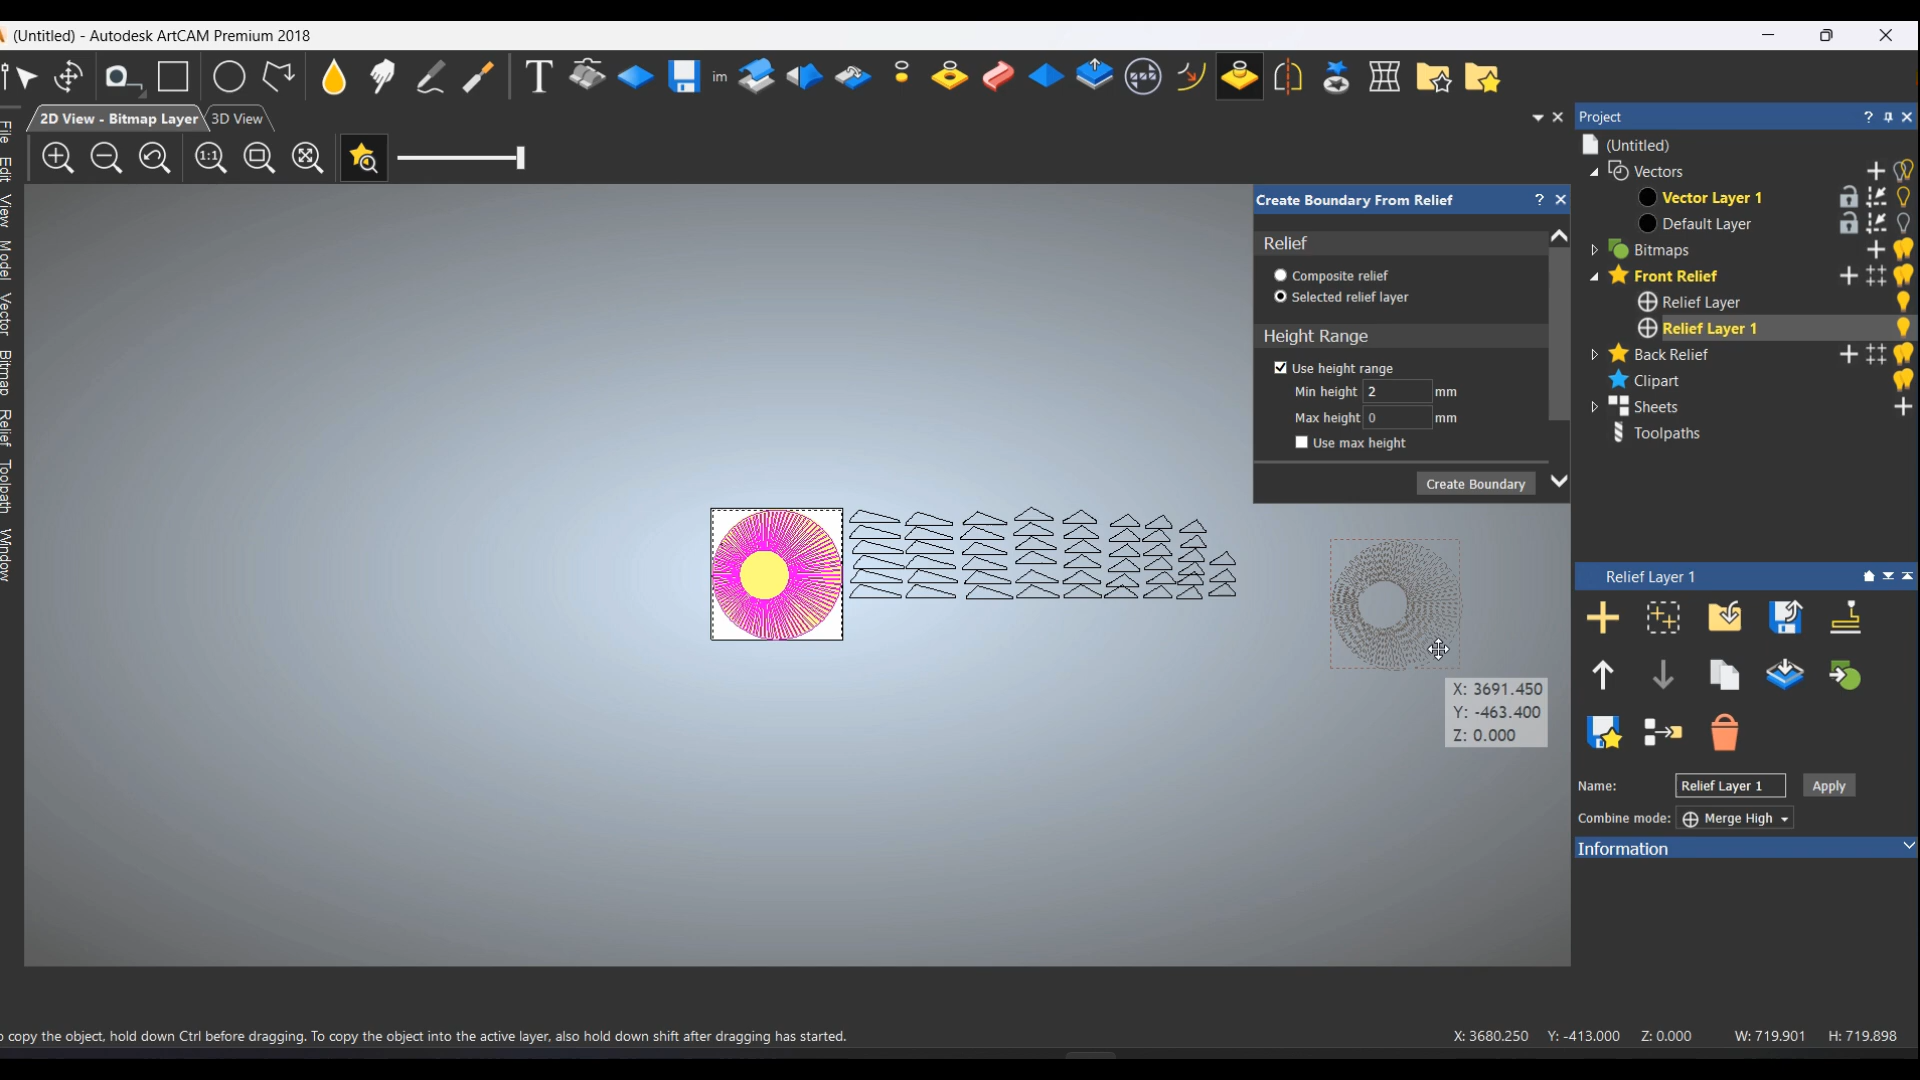 (Untitled) - Autodesk ArtCAM Premium 2018
T
im
2D View - Bitmap Layer
3D View
1:1
File Edit View Model Vector Bitmap Relief Toolpath Window
Create Boundary From Relief
?
Relief
Composite relief
Selected relief layer
Height Range
Use height range
Min height 2 mm
Max height 0 mm
Use max height
Create Boundary
X: 3691.450
Y: -463.400
Z: 0.000
Project
?
(Untitled)
Vectors
Vector Layer 1
Default Layer
Bitmaps
Front Relief
Relief Layer
Relief Layer 1
Back Relief
Clipart
Sheets
Toolpaths
Relief Layer 1
Name: Relief Layer 1 Apply
Combine mode: Merge High
Information
o copy the object, hold down Ctrl before dragging. To copy the object into the active layer, also hold down shift after dragging has started.
X: 3680.250 Y: -413.000 Z: 0.000 W: 719.901 H: 719.898